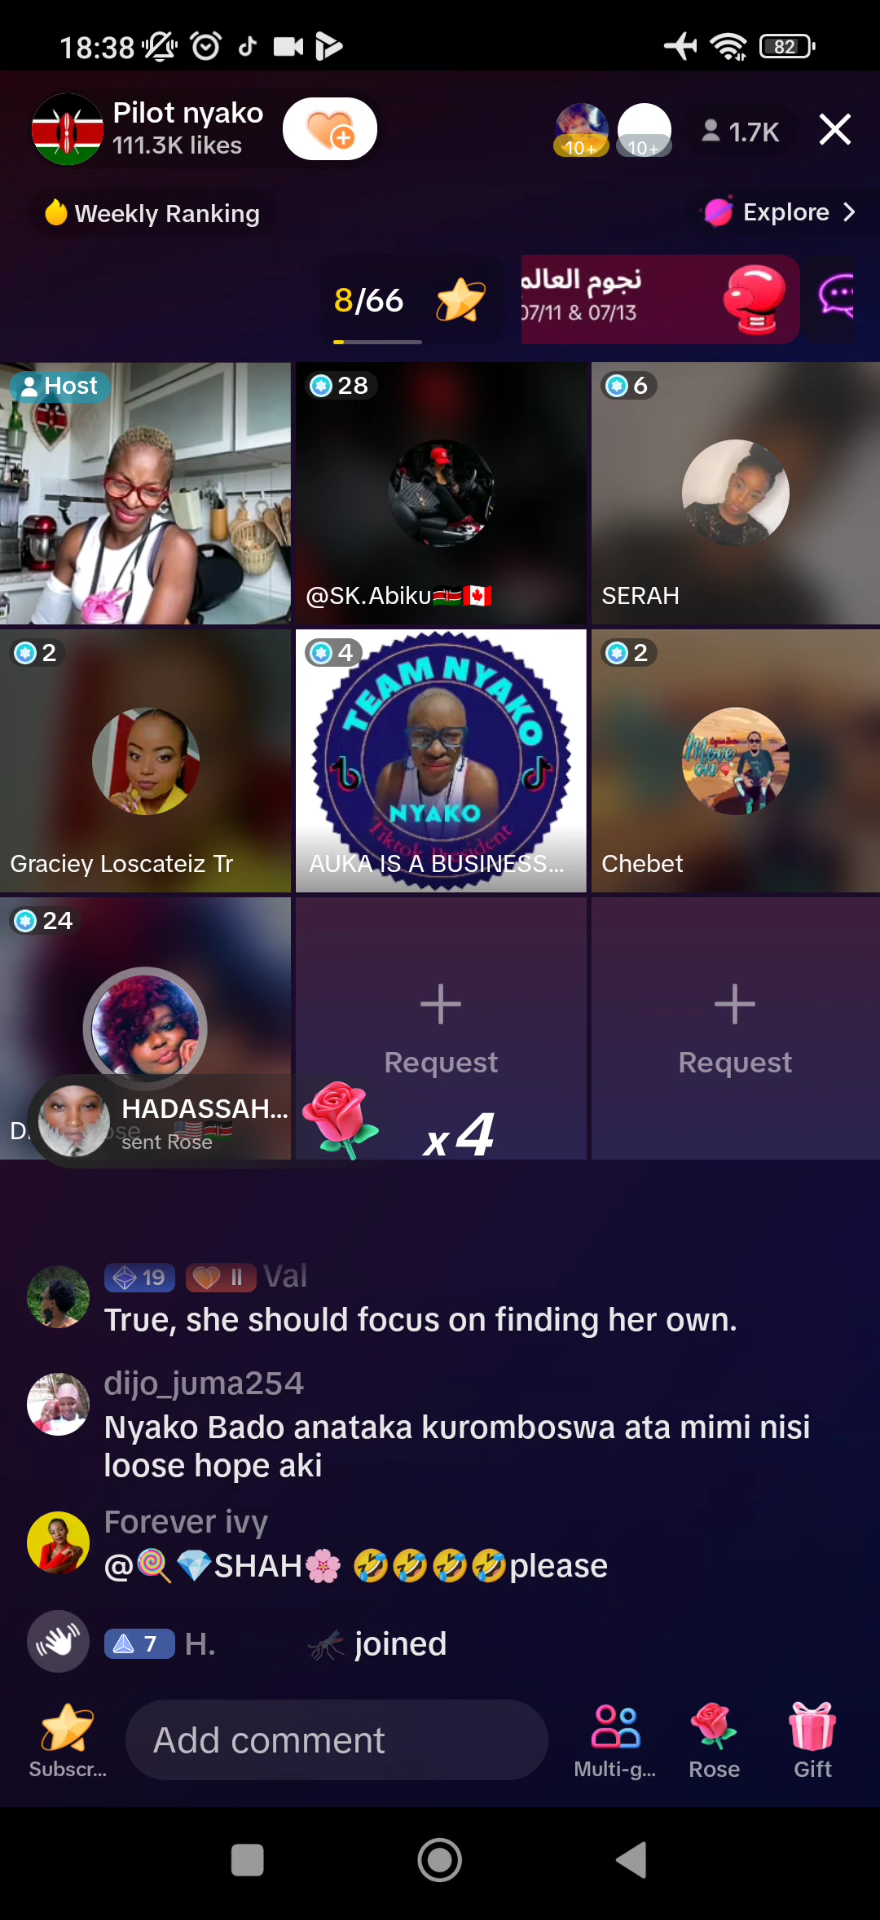 18:38
82
Pilot nyako
111.3K likes
10+
10+
1.7K
Weekly Ranking
Explore
8/66
نجوم العالم
07/11 & 07/13
Host
28
6
@SK.Abiku🇰🇪🇨🇦
SERAH
2
4
2
TEAM NYAKO
NYAKO
Tiktok President
Graciey Loscateiz Tr
AUKA IS A BUSINESS...
Chebet
24
Request
Request
HADASSAH...
sent Rose
x4
19 II Val
True, she should focus on finding her own.
dijo_juma254
Nyako Bado anataka kuromboswa ata mimi nisi
loose hope aki
Forever ivy
@🍭💎SHAH🌸 🤣🤣🤣🤣please
7 H. 🦟 joined
Add comment
Subscr...
Multi-g...
Rose
Gift